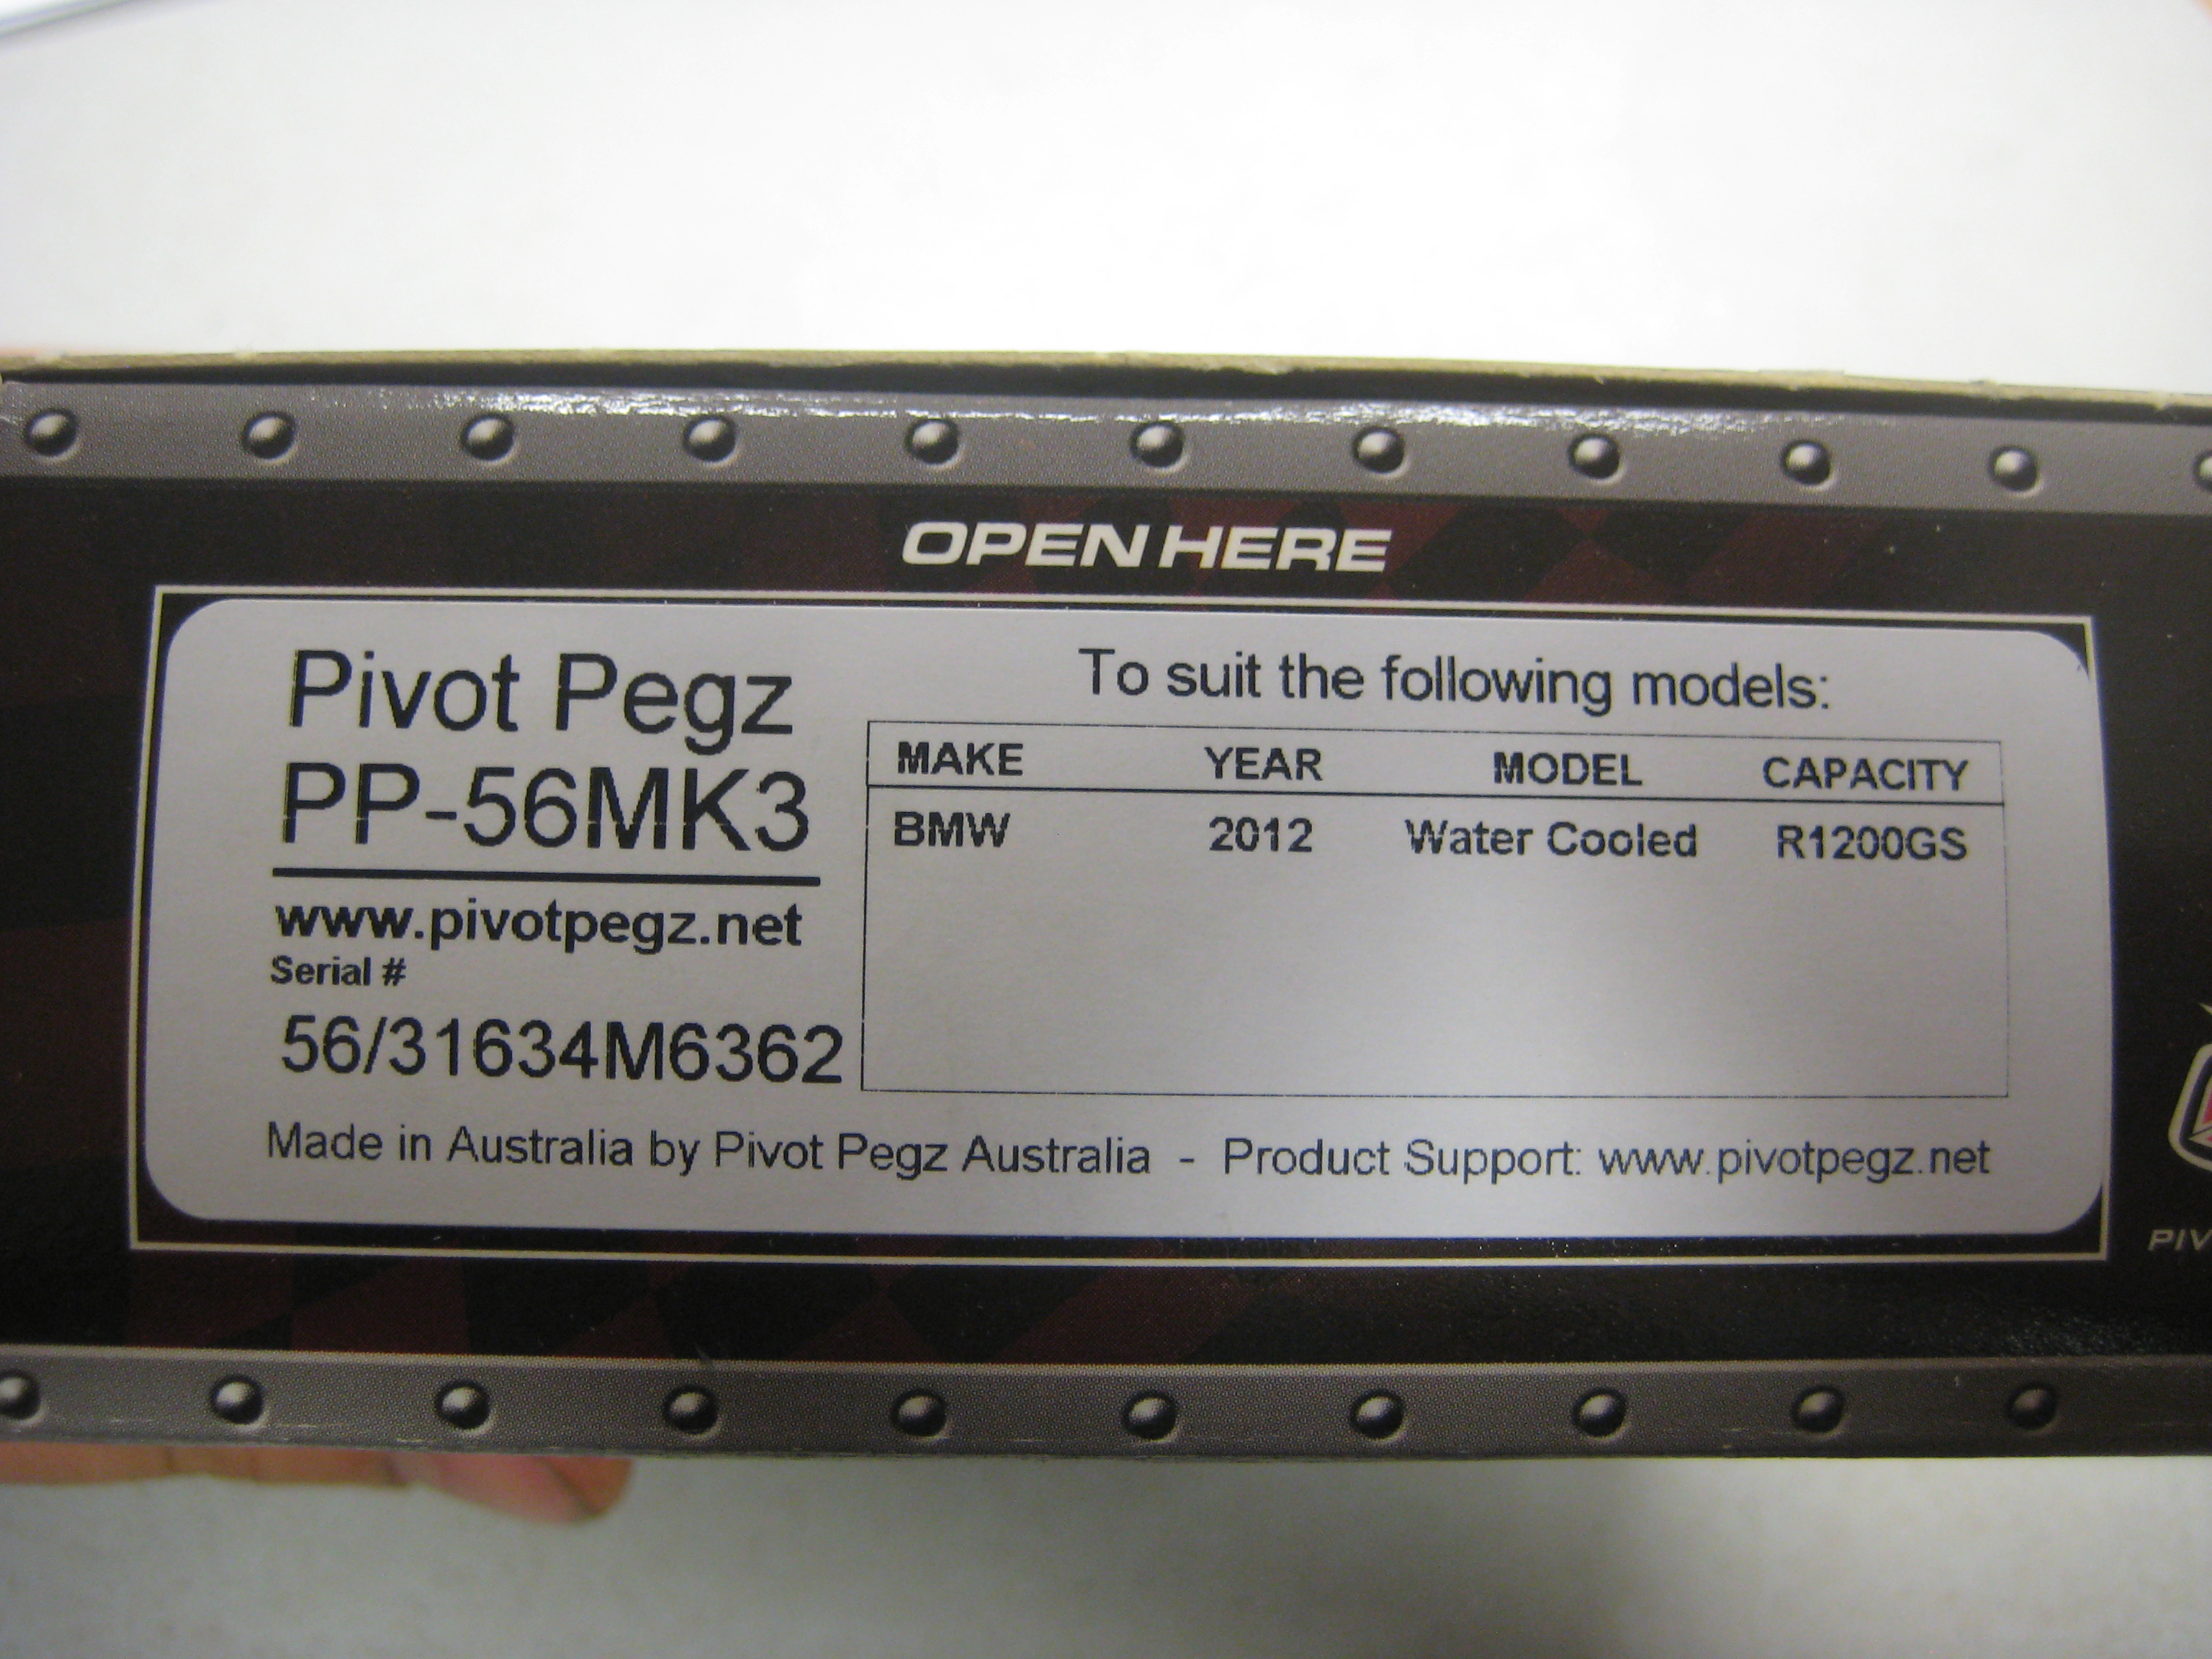 OPEN HERE
Pivot Pegz
PP-56MK3
www.pivotpegz.net
Serial #
56/31634M6362
To suit the following models:
MAKE YEAR MODEL CAPACITY
BMW 2012 Water Cooled R1200GS
Made in Australia by Pivot Pegz Australia - Product Support: www.pivotpegz.net
PIV